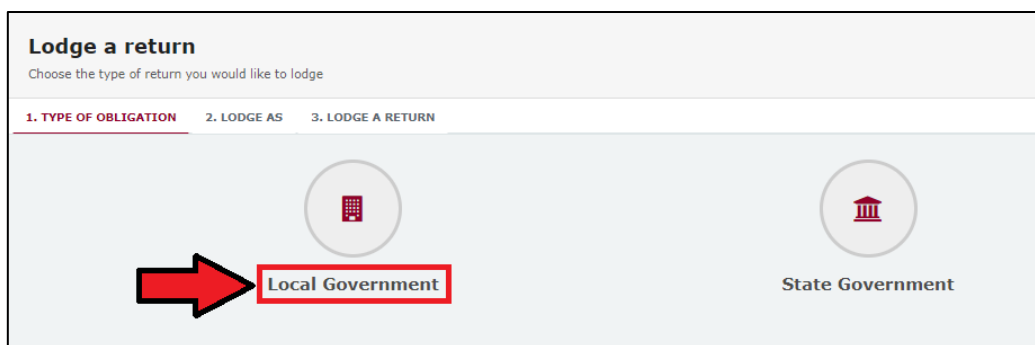 Lodge a return
Choose the type of return you would like to lodge
1. TYPE OF OBLIGATION 2. LODGE AS 3. LODGE A RETURN
Local Government State Government